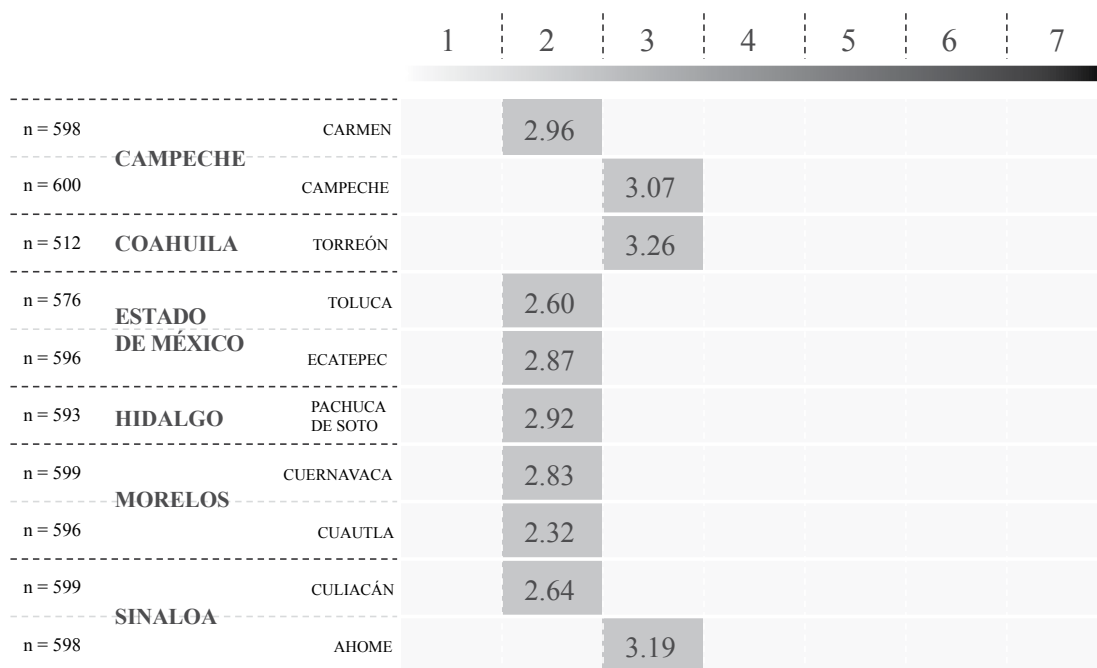 1 2 3 4 5 6 7
n = 598 CARMEN 2.96
CAMPECHE
n = 600 CAMPECHE 3.07
n = 512 COAHUILA TORREÓN 3.26
n = 576 TOLUCA 2.60
ESTADO
DE MÉXICO
n = 596 ECATEPEC 2.87
n = 593 HIDALGO PACHUCA
DE SOTO 2.92
n = 599 CUERNAVACA 2.83
MORELOS
n = 596 CUAUTLA 2.32
n = 599 CULIACÁN 2.64
SINALOA
n = 598 AHOME 3.19